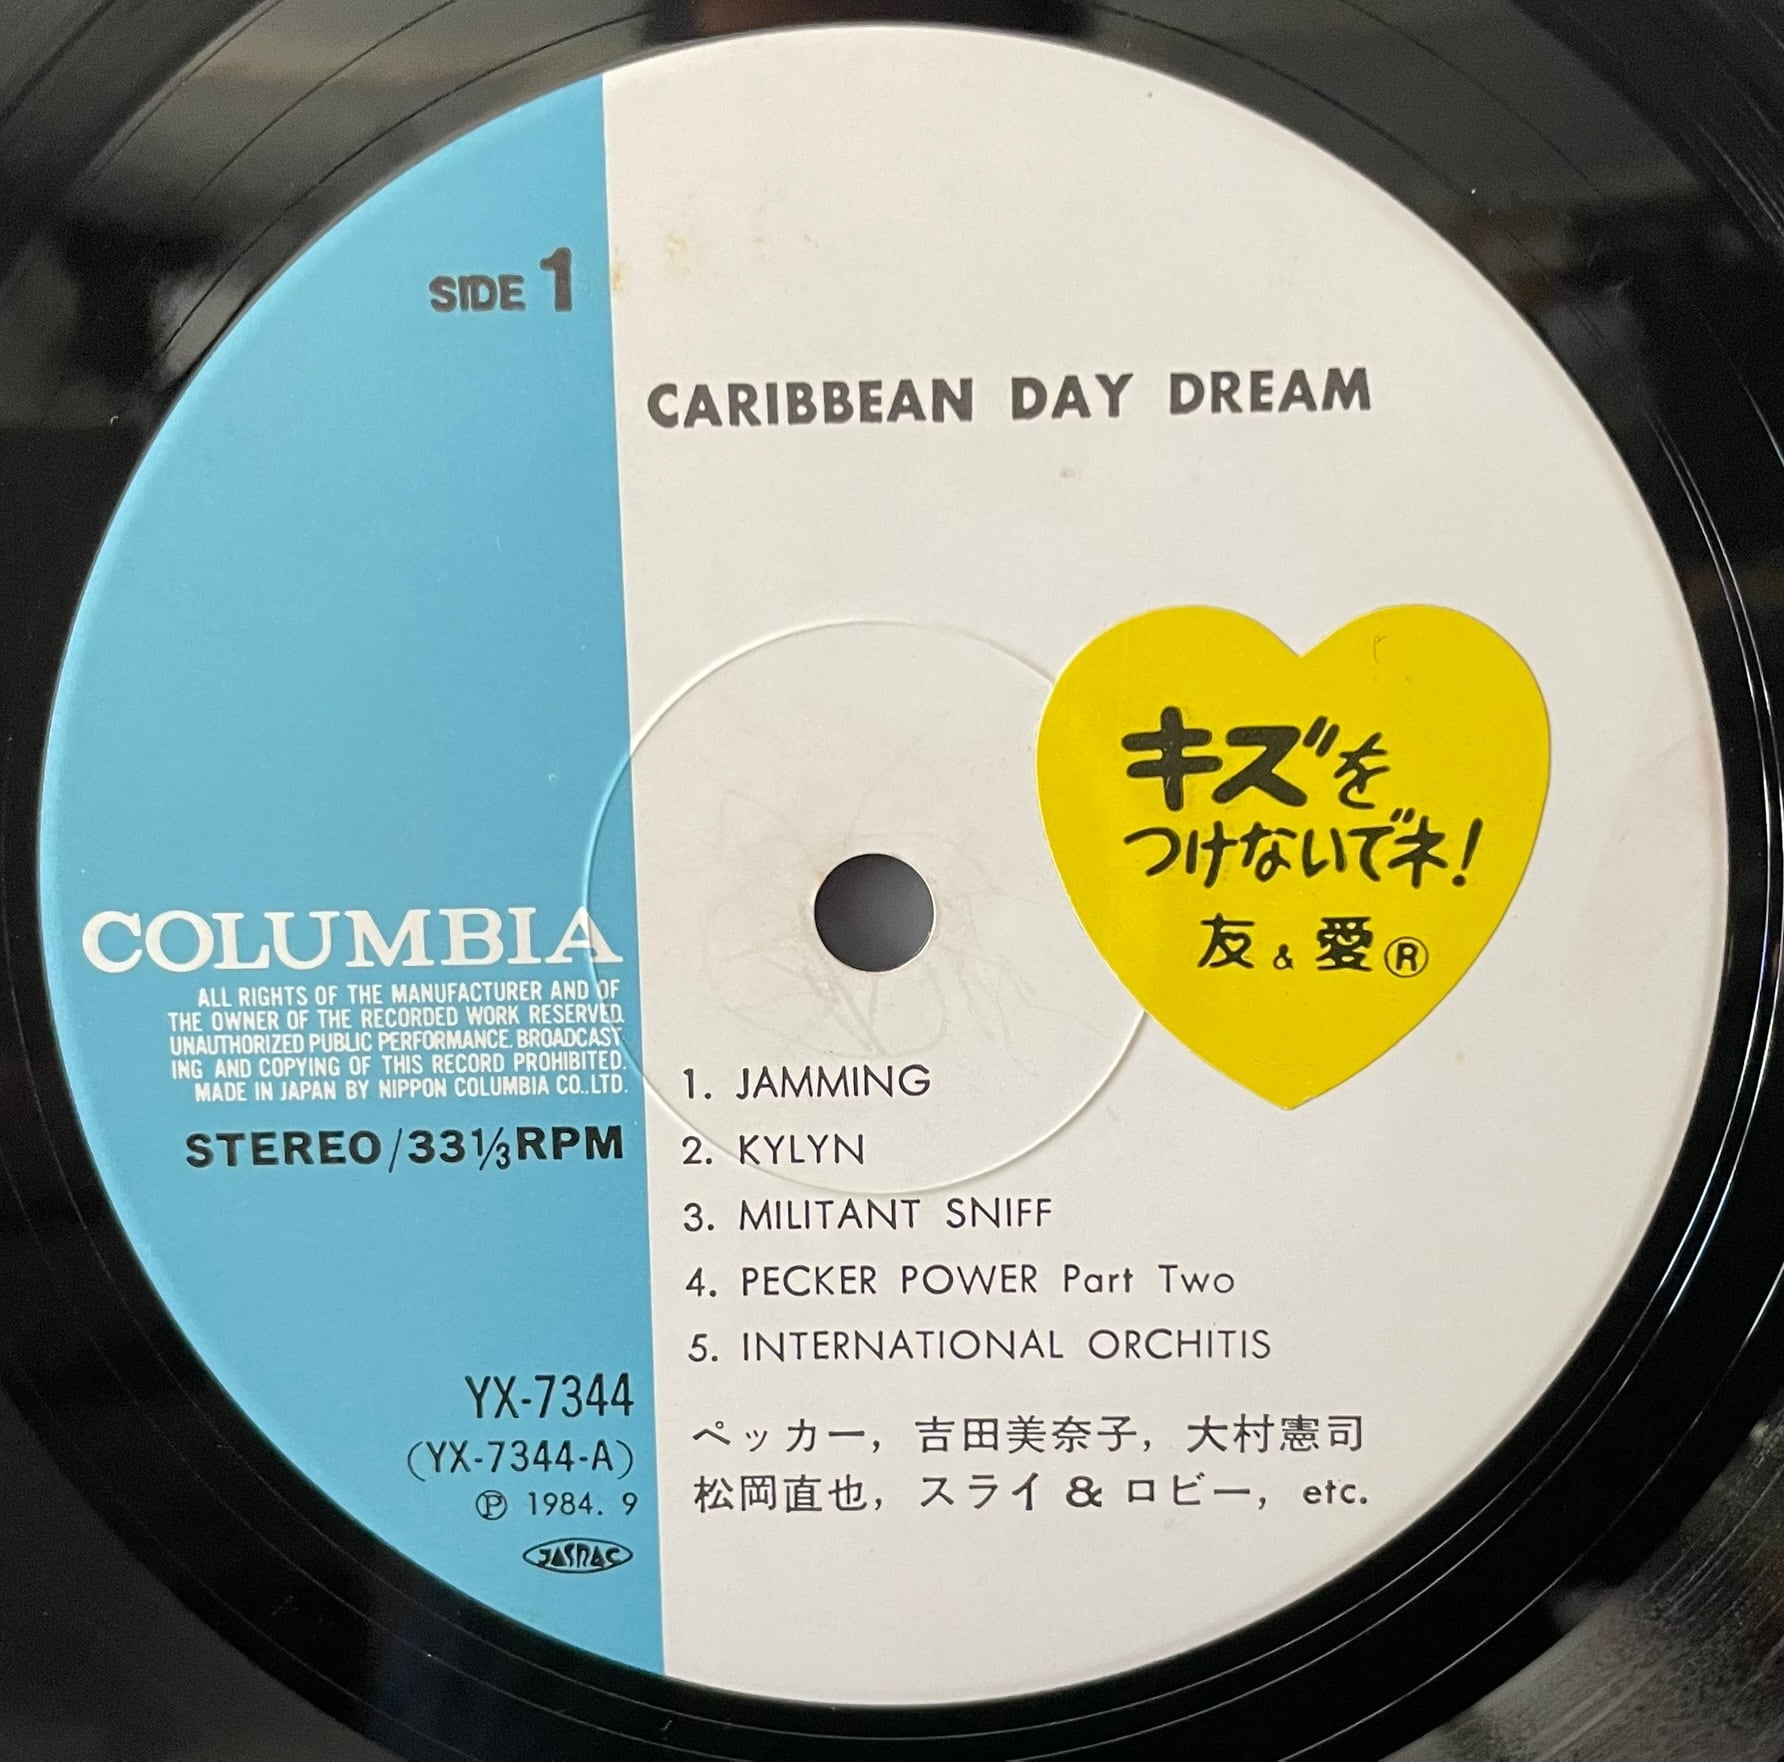 SIDE 1
CARIBBEAN DAY DREAM
キズを
つけないでネ!
友 & 愛 ®
COLUMBIA
ALL RIGHTS OF THE MANUFACTURER AND OF
THE OWNER OF THE RECORDED WORK RESERVED.
UNAUTHORIZED PUBLIC PERFORMANCE. BROADCAST
ING AND COPYING OF THIS RECORD PROHIBITED.
MADE IN JAPAN BY NIPPON COLUMBIA CO.,LTD.
STEREO/33⅓RPM
1. JAMMING
2. KYLYN
3. MILITANT SNIFF
4. PECKER POWER Part Two
5. INTERNATIONAL ORCHITIS
YX-7344
(YX-7344-A)
Ⓟ 1984. 9
JASRAC
ペッカー, 吉田美奈子, 大村憲司
松岡直也, スライ & ロビー, etc.